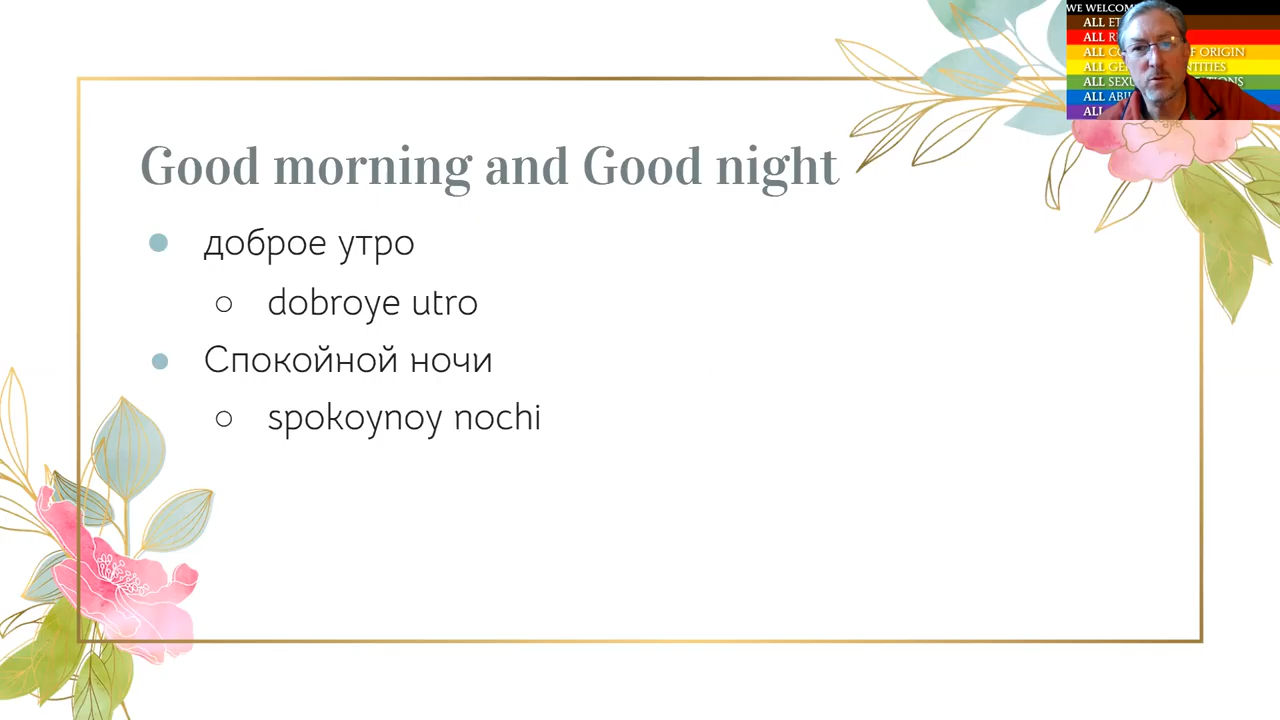 WE WELCOME
ALL
ALL
ALL OF ORIGIN
ALL
ALL
ALL
ALL
Good morning and Good night
доброе утро
dobroye utro
Спокойной ночи
spokoynoy nochi